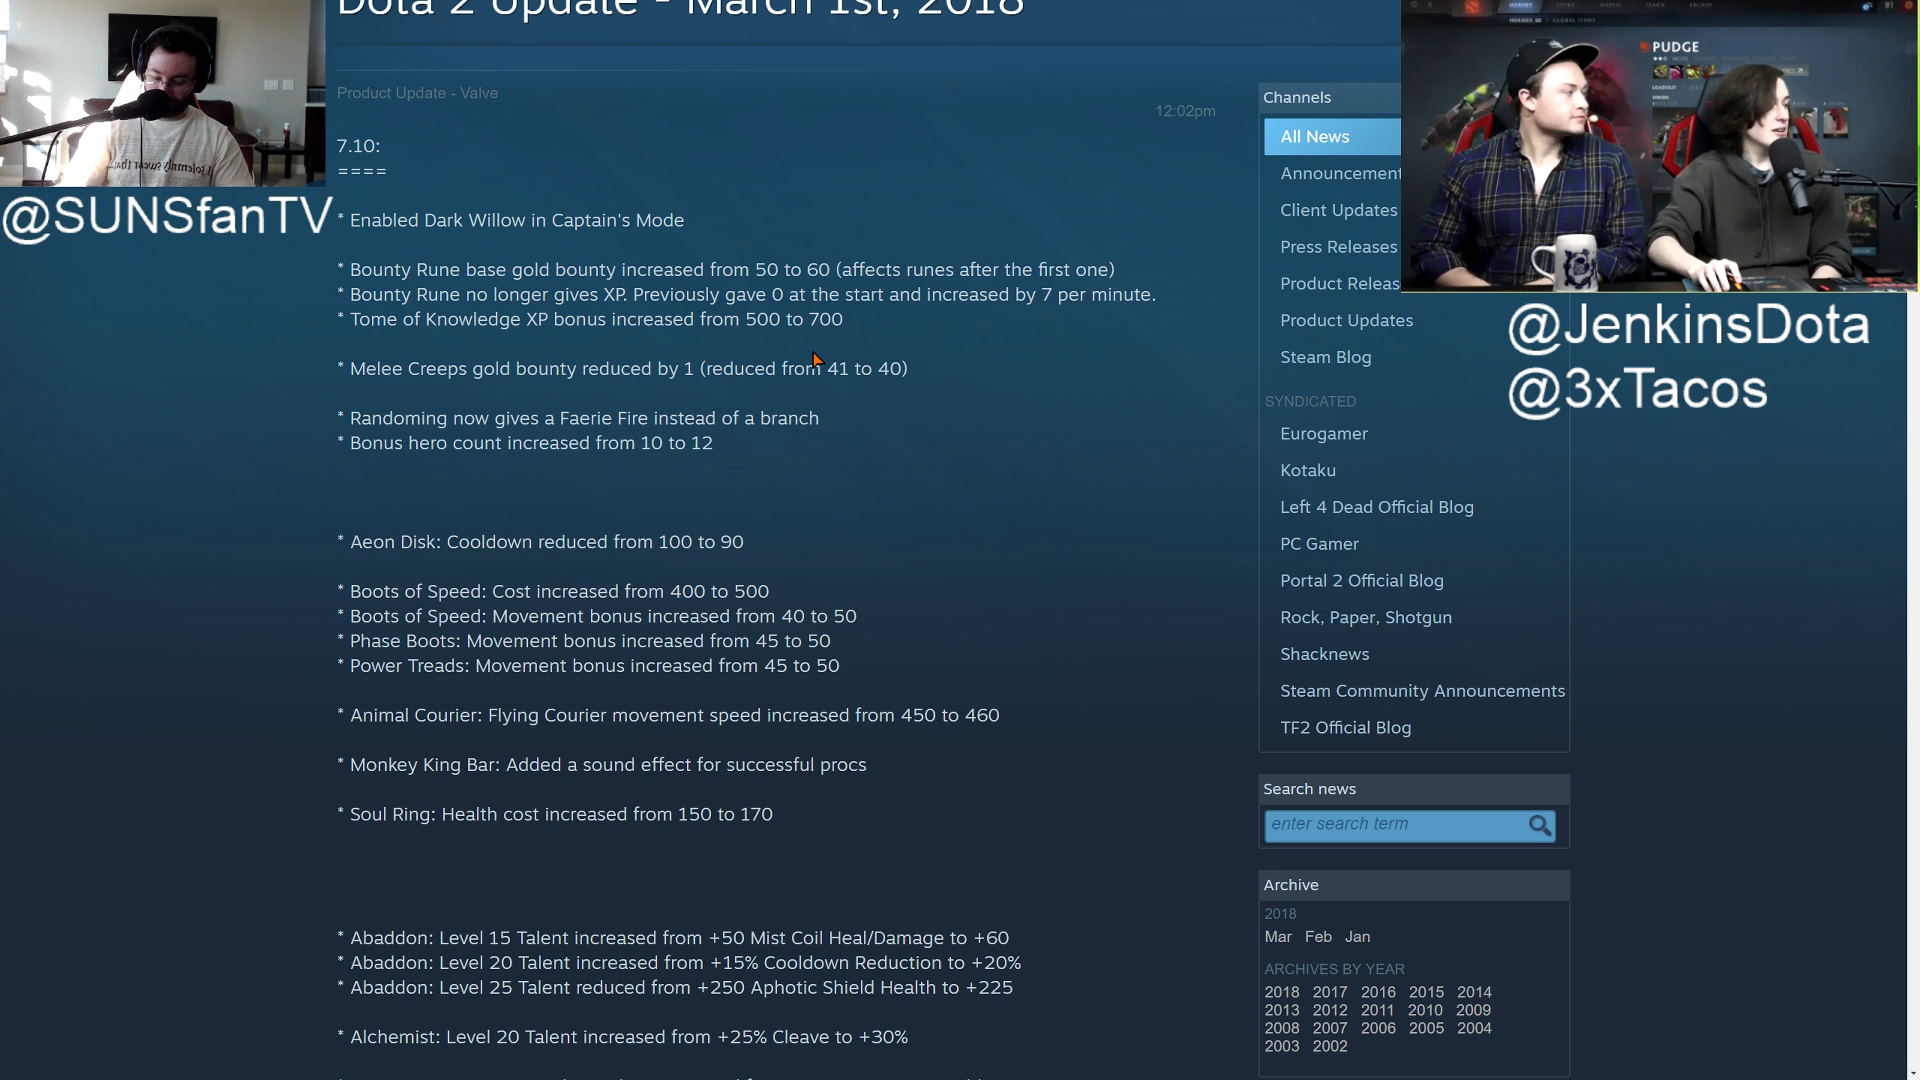 Dota 2 Update - March 1st, 2018
Product Update - Valve
12:02pm
7.10:
====
* Enabled Dark Willow in Captain's Mode
* Bounty Rune base gold bounty increased from 50 to 60 (affects runes after the first one)
* Bounty Rune no longer gives XP. Previously gave 0 at the start and increased by 7 per minute.
* Tome of Knowledge XP bonus increased from 500 to 700
* Melee Creeps gold bounty reduced by 1 (reduced from 41 to 40)
* Randoming now gives a Faerie Fire instead of a branch
* Bonus hero count increased from 10 to 12
* Aeon Disk: Cooldown reduced from 100 to 90
* Boots of Speed: Cost increased from 400 to 500
* Boots of Speed: Movement bonus increased from 40 to 50
* Phase Boots: Movement bonus increased from 45 to 50
* Power Treads: Movement bonus increased from 45 to 50
* Animal Courier: Flying Courier movement speed increased from 450 to 460
* Monkey King Bar: Added a sound effect for successful procs
* Soul Ring: Health cost increased from 150 to 170
* Abaddon: Level 15 Talent increased from +50 Mist Coil Heal/Damage to +60
* Abaddon: Level 20 Talent increased from +15% Cooldown Reduction to +20%
* Abaddon: Level 25 Talent reduced from +250 Aphotic Shield Health to +225
* Alchemist: Level 20 Talent increased from +25% Cleave to +30%
@SUNSfanTV
Channels
All News
Announcement
Client Updates
Press Releases
Product Releas
Product Updates
Steam Blog
SYNDICATED
Eurogamer
Kotaku
Left 4 Dead Official Blog
PC Gamer
Portal 2 Official Blog
Rock, Paper, Shotgun
Shacknews
Steam Community Announcements
TF2 Official Blog
Search news
enter search term
Archive
2018
Mar Feb Jan
ARCHIVES BY YEAR
2018 2017 2016 2015 2014
2013 2012 2011 2010 2009
2008 2007 2006 2005 2004
2003 2002
PUDGE
@JenkinsDota
@3xTacos